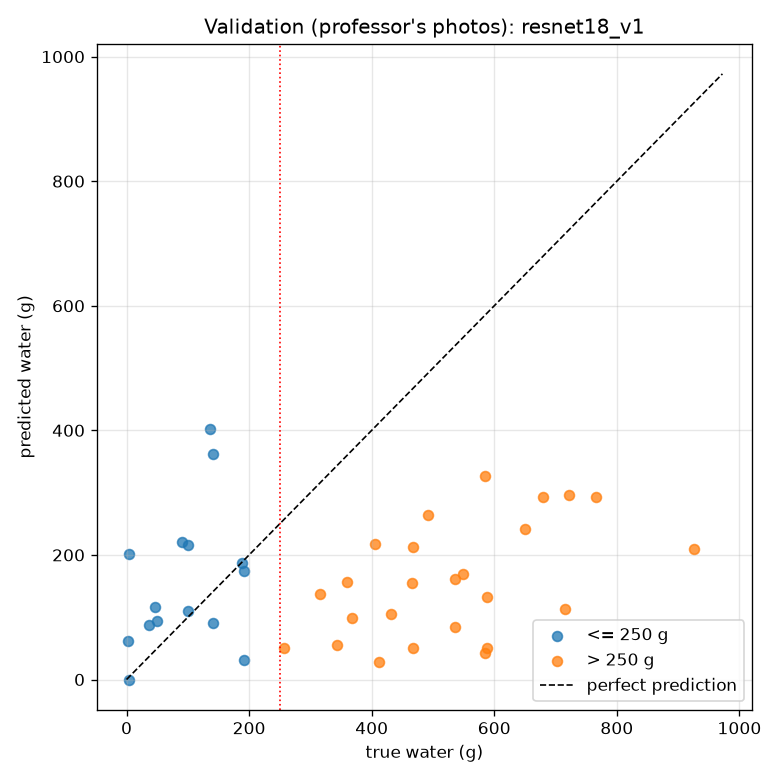 Validation (professor's photos): resnet18_v1
1000
800
600
400
200
0
predicted water (g)
<= 250 g
> 250 g
perfect prediction
0 200 400 600 800 1000
true water (g)